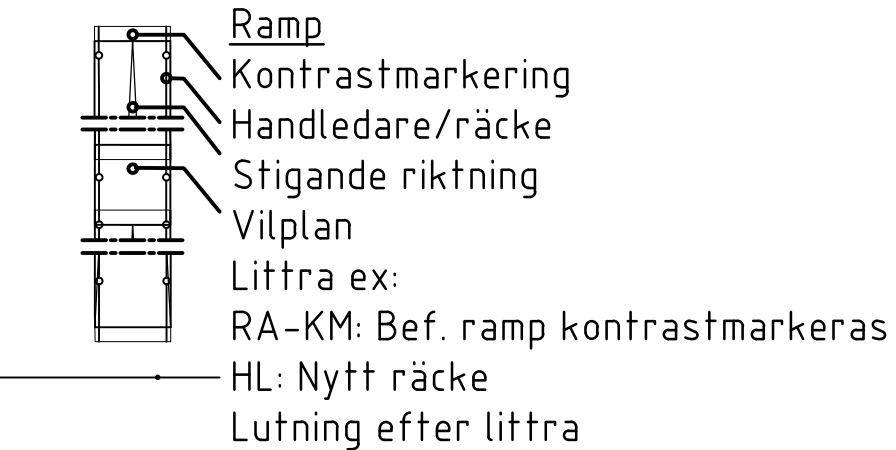 Ramp
Kontrastmarkering
Handledare/räcke
Stigande riktning
Vilplan
Littra ex:
RA-KM: Bef. ramp kontrastmarkeras
HL: Nytt räcke
Lutning efter littra